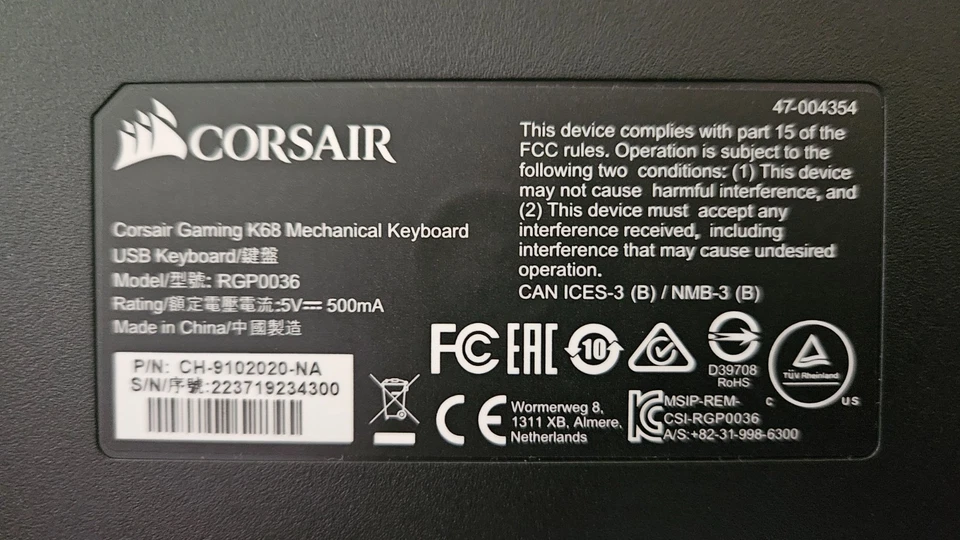 CORSAIR
Corsair Gaming K68 Mechanical Keyboard
USB Keyboard/鍵盤
Model/型號: RGP0036
Rating/額定電壓電流:5V⎓ 500mA
Made in China/中國製造
P/N: CH-9102020-NA
S/N/序號:223719234300
47-004354
This device complies with part 15 of the
FCC rules. Operation is subject to the
following two conditions: (1) This device
may not cause harmful interference, and
(2) This device must accept any
interference received, including
interference that may cause undesired
operation.
CAN ICES-3 (B) / NMB-3 (B)
FC EAC 10
D39708
RoHS
TÜV Rheinland
C US
CE
Wormerweg 8,
1311 XB, Almere,
Netherlands
KC
MSIP-REM-
CSI-RGP0036
A/S:+82-31-998-6300